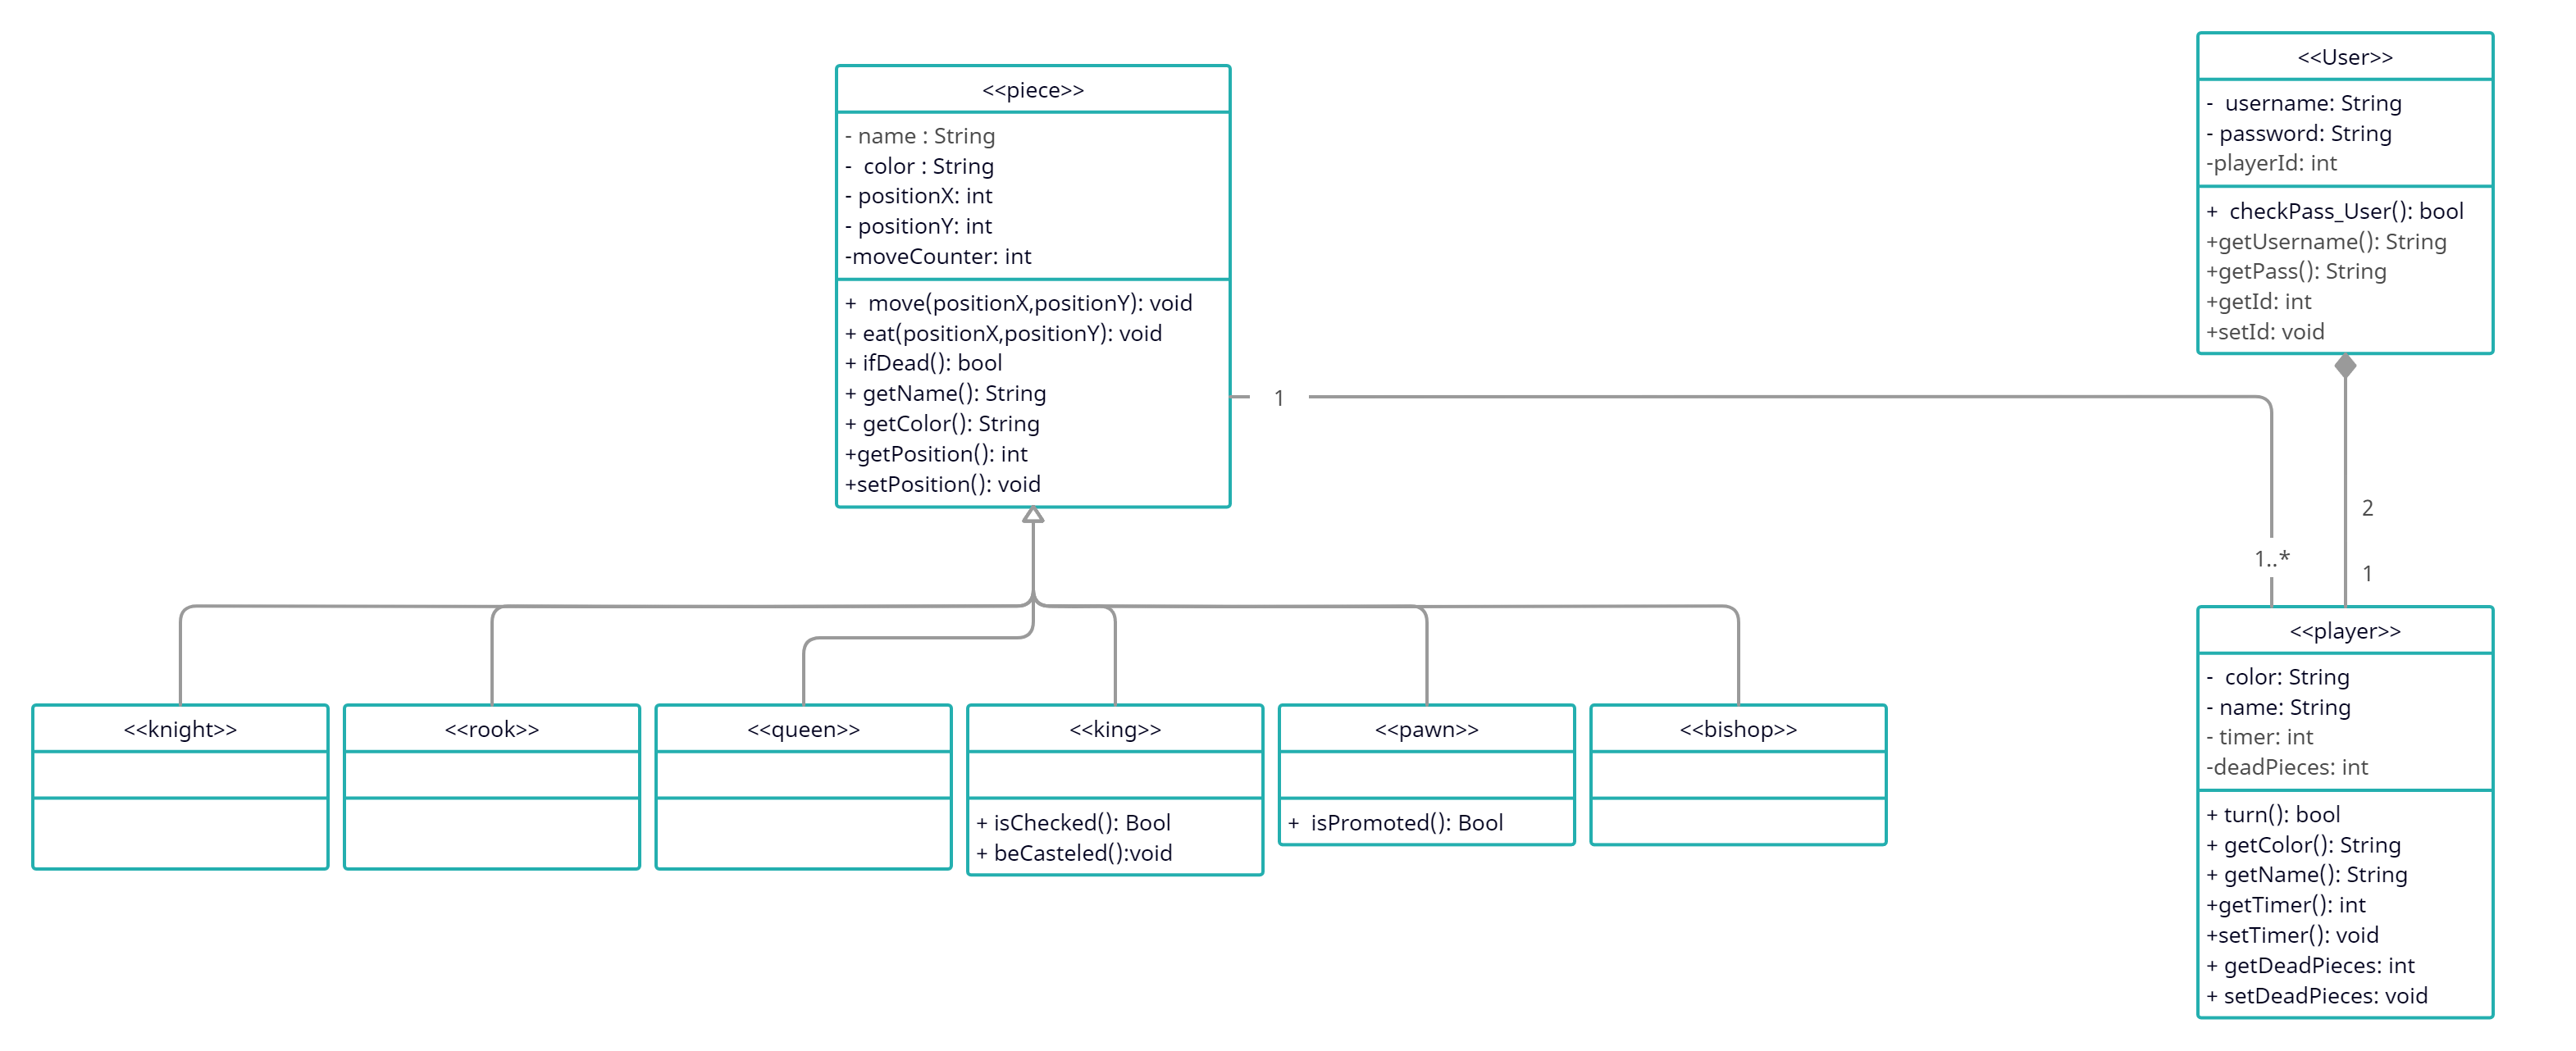 <<piece>>
- name : String
-  color : String
- positionX: int
- positionY: int
-moveCounter: int
+  move(positionX,positionY): void
+ eat(positionX,positionY): void
+ ifDead(): bool
+ getName(): String
+ getColor(): String
+getPosition(): int
+setPosition(): void
<<User>>
-  username: String
- password: String
-playerId: int
+  checkPass_User(): bool
+getUsername(): String
+getPass(): String
+getId: int
+setId: void
1
1..*
2
1
<<knight>>
<<rook>>
<<queen>>
<<king>>
+ isChecked(): Bool
+ beCasteled():void
<<pawn>>
+  isPromoted(): Bool
<<bishop>>
<<player>>
-  color: String
- name: String
- timer: int
-deadPieces: int
+ turn(): bool
+ getColor(): String
+ getName(): String
+getTimer(): int
+setTimer(): void
+ getDeadPieces: int
+ setDeadPieces: void